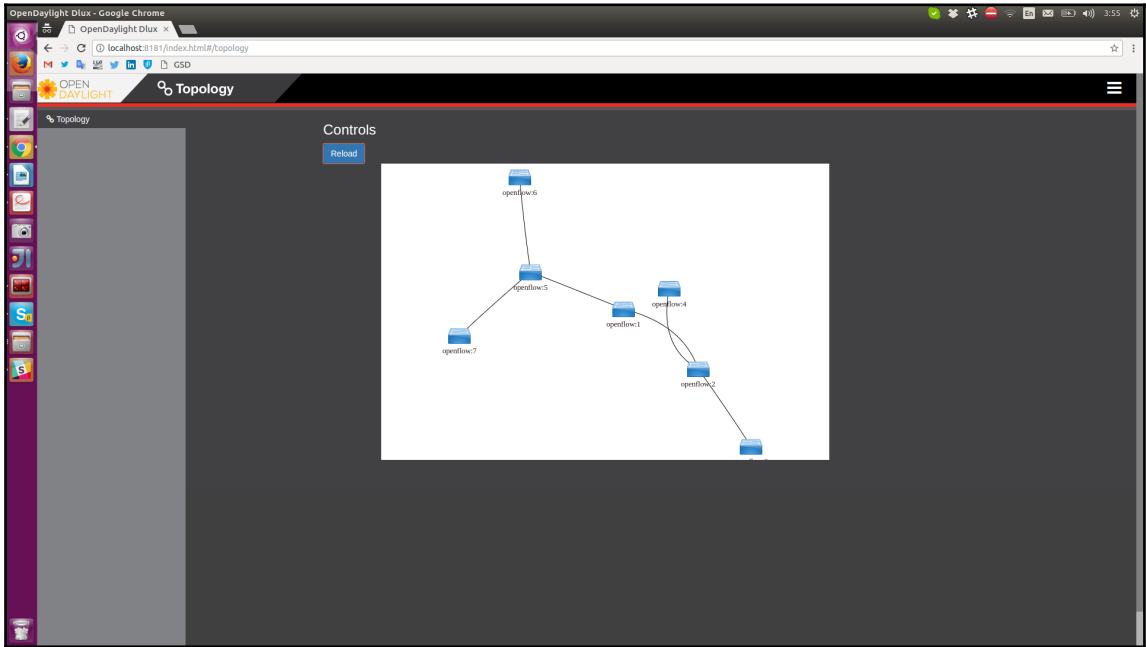 OpenDaylight Dlux - Google Chrome
En
3:55
OpenDaylight Dlux ×
localhost:8181/index.html#/topology
GSD
OPEN
DAYLIGHT
Topology
Topology
Controls
Reload
openflow:6
openflow:5
openflow:4
openflow:1
openflow:7
openflow:2